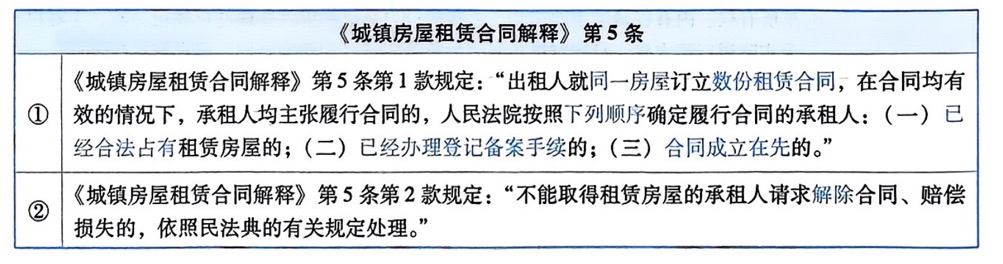 《城镇房屋租赁合同解释》第5条
① 《城镇房屋租赁合同解释》第5条第1款规定：“出租人就同一房屋订立数份租赁合同，在合同均有
效的情况下，承租人均主张履行合同的，人民法院按照下列顺序确定履行合同的承租人：（一）已
经合法占有租赁房屋的；（二）已经办理登记备案手续的；（三）合同成立在先的。”
② 《城镇房屋租赁合同解释》第5条第2款规定：“不能取得租赁房屋的承租人请求解除合同、赔偿
损失的，依照民法典的有关规定处理。”